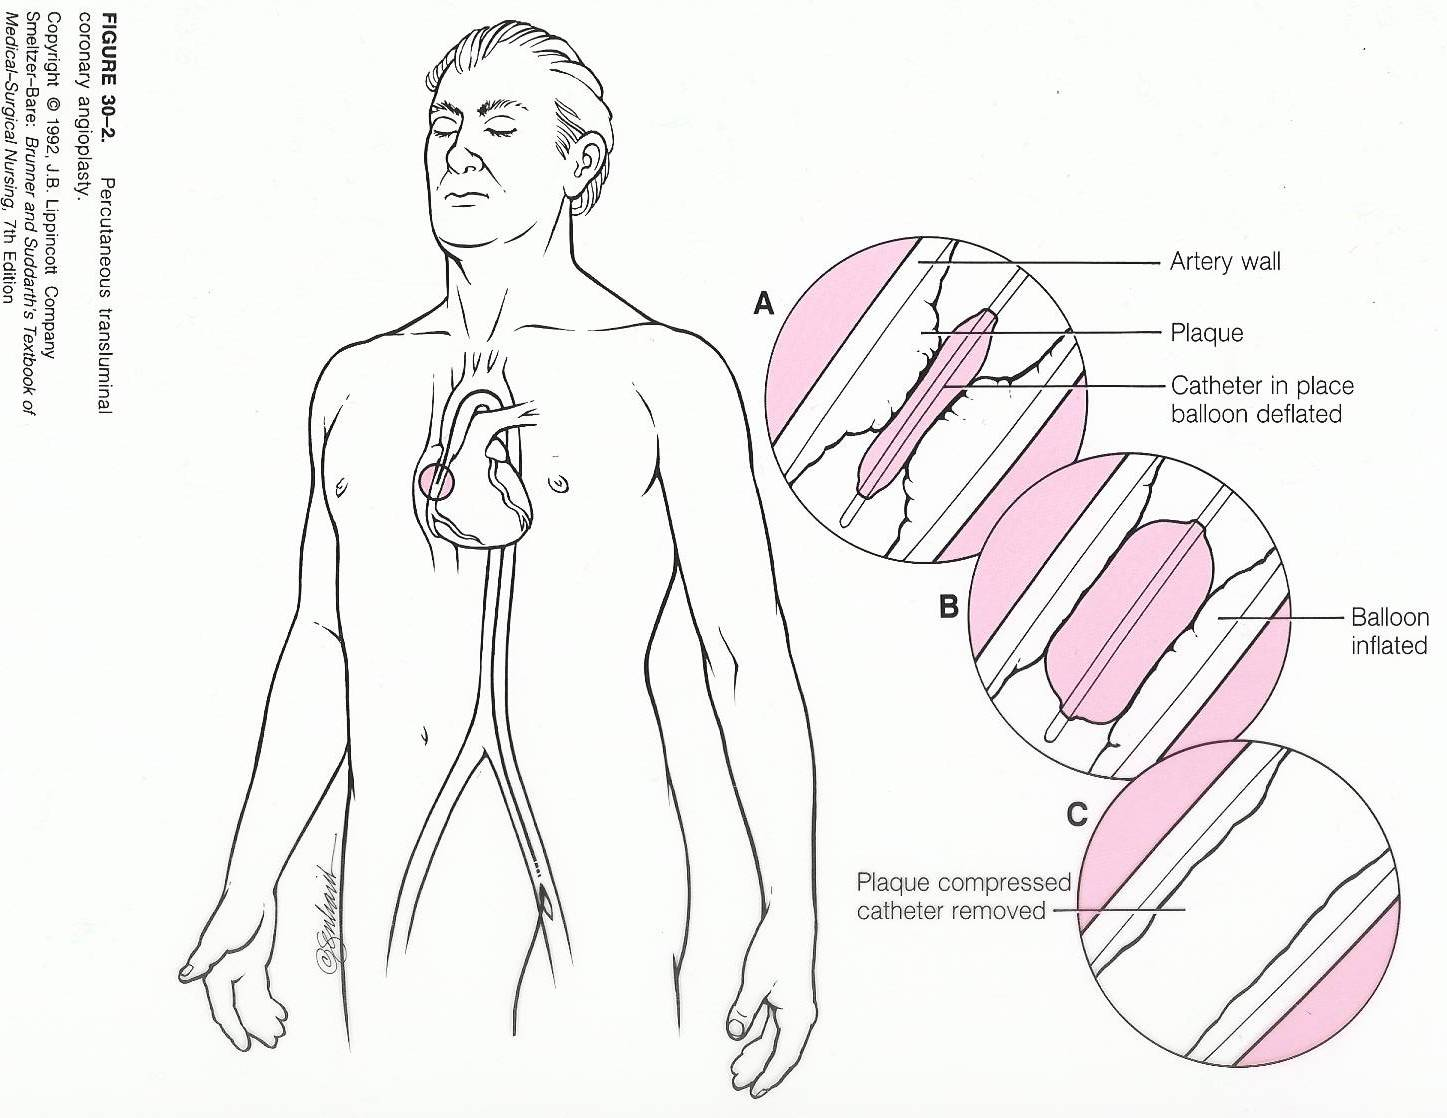 FIGURE 30–2. Percutaneous transluminal
coronary angioplasty.
Copyright © 1992, J.B. Lippincott Company
Smeltzer–Bare: Brunner and Suddarth's Textbook of
Medical–Surgical Nursing, 7th Edition
A
Artery wall
Plaque
Catheter in place
balloon deflated
B
Balloon
inflated
C
Plaque compressed
catheter removed